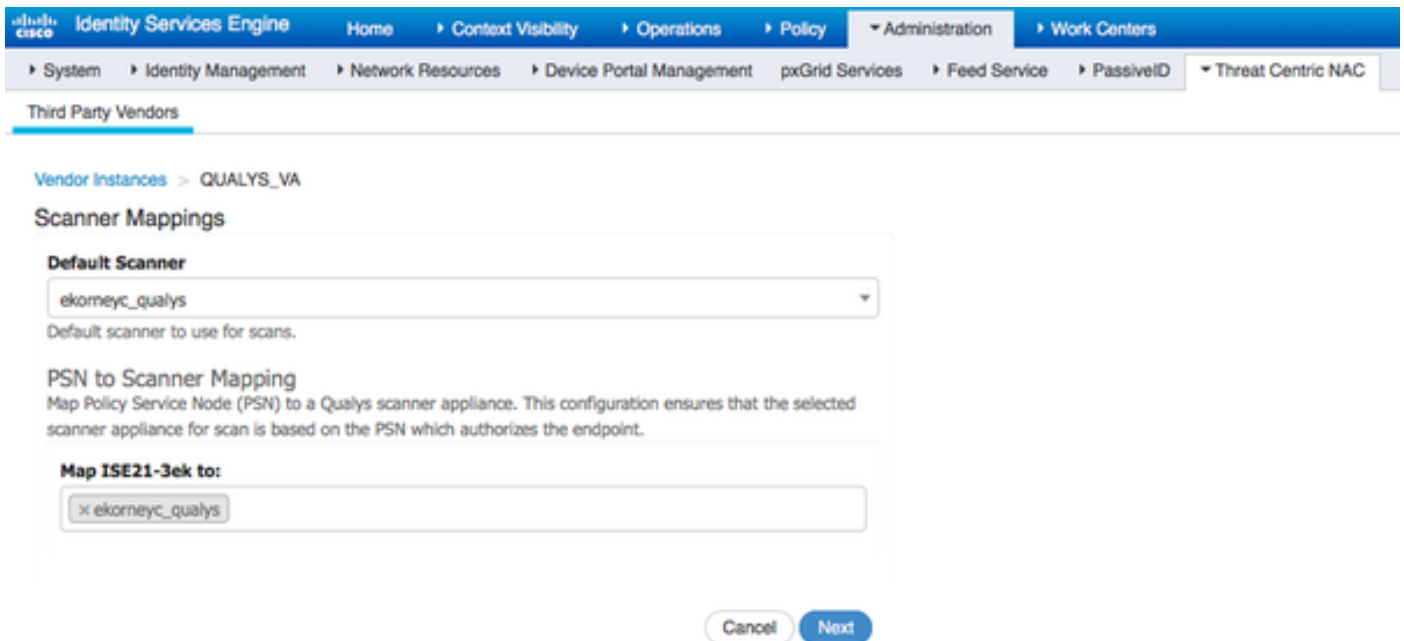 cisco Identity Services Engine Home Context Visibility Operations Policy Administration Work Centers
System Identity Management Network Resources Device Portal Management pxGrid Services Feed Service PassiveID Threat Centric NAC
Third Party Vendors
Vendor Instances > QUALYS_VA
Scanner Mappings
Default Scanner
ekorneyc_qualys
Default scanner to use for scans.
PSN to Scanner Mapping
Map Policy Service Node (PSN) to a Qualys scanner appliance. This configuration ensures that the selected
scanner appliance for scan is based on the PSN which authorizes the endpoint.
Map ISE21-3ek to:
× ekorneyc_qualys
Cancel Next